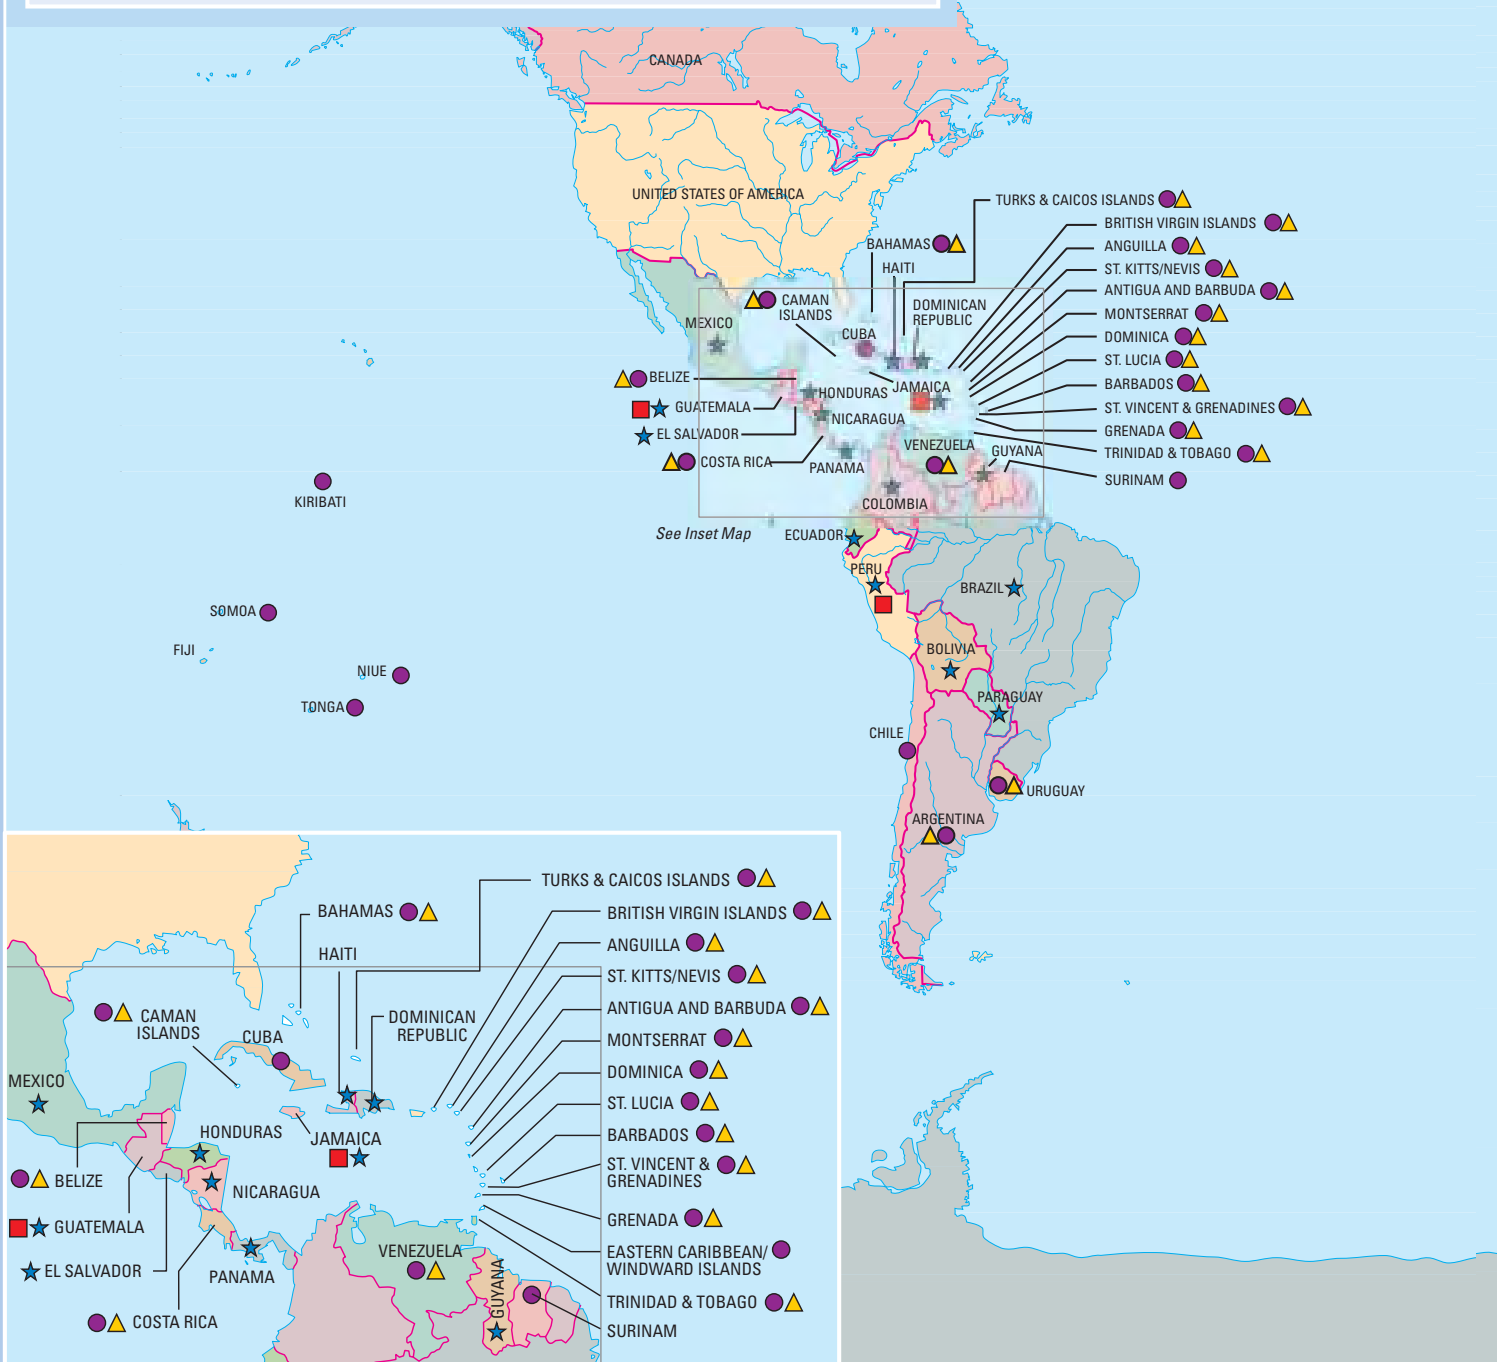 CANADA
UNITED STATES OF AMERICA
TURKS & CAICOS ISLANDS
BRITISH VIRGIN ISLANDS
BAHAMAS
ANGUILLA
HAITI
ST. KITTS/NEVIS
ANTIGUA AND BARBUDA
CAMAN
ISLANDS
DOMINICAN
REPUBLIC
MONTSERRAT
MEXICO
CUBA
DOMINICA
ST. LUCIA
BELIZE
JAMAICA
BARBADOS
HONDURAS
GUATEMALA
ST. VINCENT & GRENADINES
NICARAGUA
EL SALVADOR
GRENADA
VENEZUELA
GUYANA
TRINIDAD & TOBAGO
COSTA RICA
PANAMA
SURINAM
KIRIBATI
COLOMBIA
See Inset Map
ECUADOR
PERU
BRAZIL
SOMOA
FIJI
BOLIVIA
NIUE
PARAGUAY
TONGA
CHILE
URUGUAY
ARGENTINA
TURKS & CAICOS ISLANDS
BAHAMAS
BRITISH VIRGIN ISLANDS
HAITI
ANGUILLA
ST. KITTS/NEVIS
CAMAN
ISLANDS
DOMINICAN
REPUBLIC
ANTIGUA AND BARBUDA
CUBA
MONTSERRAT
MEXICO
DOMINICA
ST. LUCIA
HONDURAS
JAMAICA
BARBADOS
BELIZE
NICARAGUA
ST. VINCENT &
GRENADINES
GUATEMALA
GRENADA
EL SALVADOR
PANAMA
VENEZUELA
EASTERN CARIBBEAN/
WINDWARD ISLANDS
GUYANA
COSTA RICA
TRINIDAD & TOBAGO
SURINAM